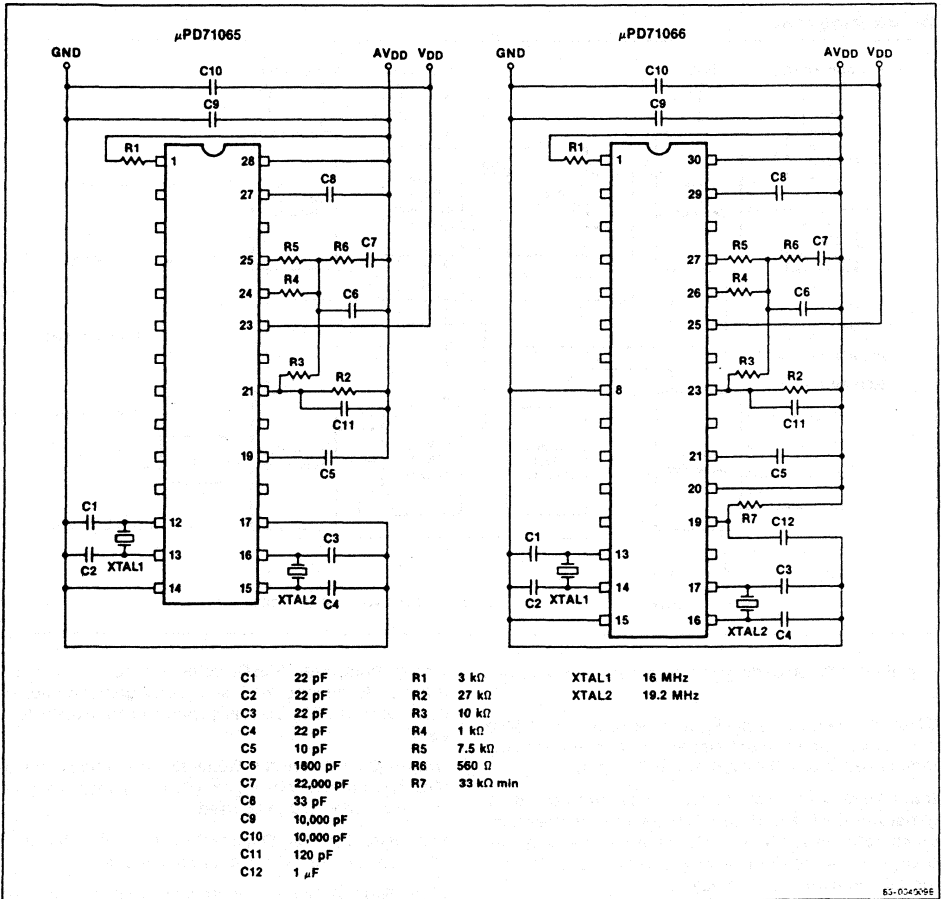 μPD71065
μPD71066
GND
AVDD
VDD
GND
AVDD
VDD
C10
C9
R1
1
28
C8
27
R5
R6
C7
25
R4
24
C6
23
R3
R2
21
C11
19
C5
C1
12
17
C3
13
16
C2
XTAL1
14
15
XTAL2
C4
C10
C9
R1
1
30
C8
29
R5
R6
C7
27
R4
26
C6
25
R3
R2
8
23
C11
21
C5
20
R7
19
C12
C1
13
C3
14
17
C2
XTAL1
15
16
XTAL2
C4
C1 22 pF R1 3 kΩ XTAL1 16 MHz
C2 22 pF R2 27 kΩ XTAL2 19.2 MHz
C3 22 pF R3 10 kΩ
C4 22 pF R4 1 kΩ
C5 10 pF R5 7.5 kΩ
C6 1800 pF R6 560 Ω
C7 22,000 pF R7 33 kΩ min
C8 33 pF
C9 10,000 pF
C10 10,000 pF
C11 120 pF
C12 1 μF